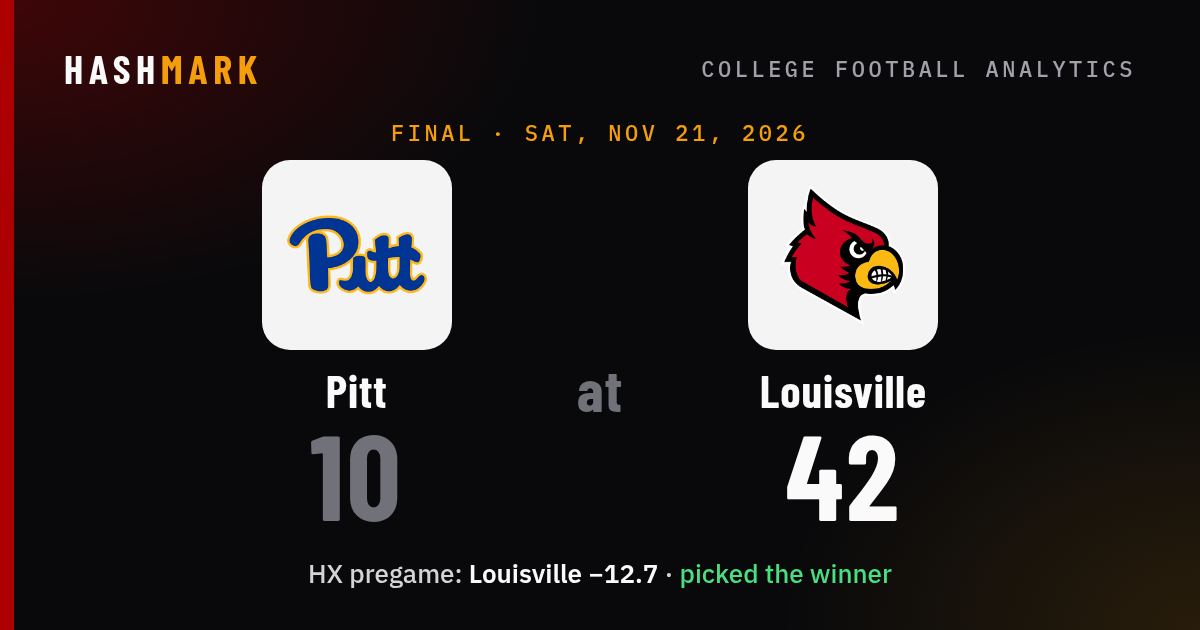 HASHMARK
COLLEGE FOOTBALL ANALYTICS
FINAL · SAT, NOV 21, 2026
Pitt
Pitt
at
Louisville
10
42
HX pregame: Louisville −12.7 · picked the winner